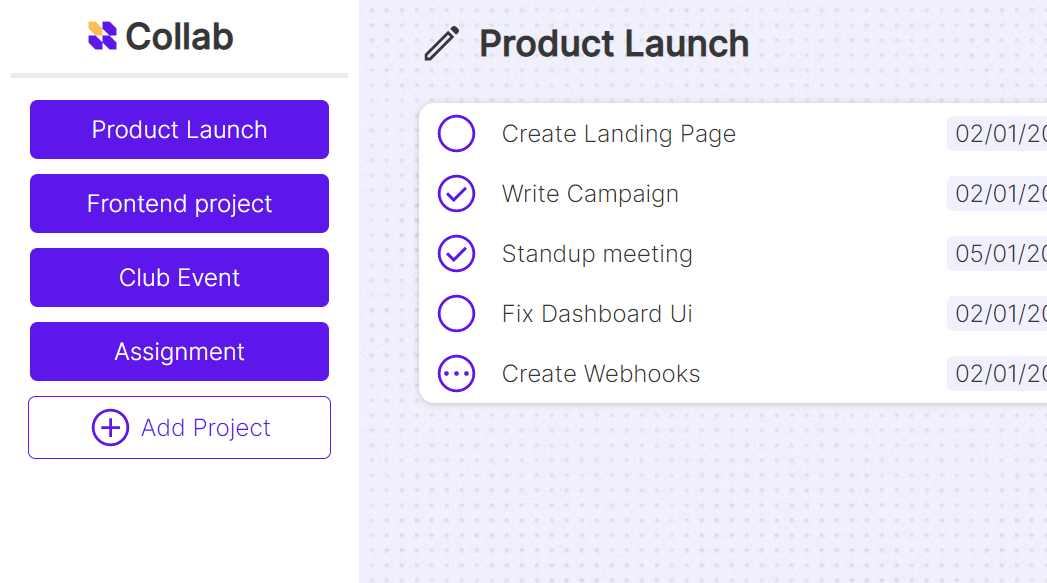 Collab
Product Launch
Frontend project
Club Event
Assignment
Add Project
Product Launch
Create Landing Page 02/01/20
Write Campaign 02/01/20
Standup meeting 05/01/20
Fix Dashboard Ui 02/01/20
Create Webhooks 02/01/20